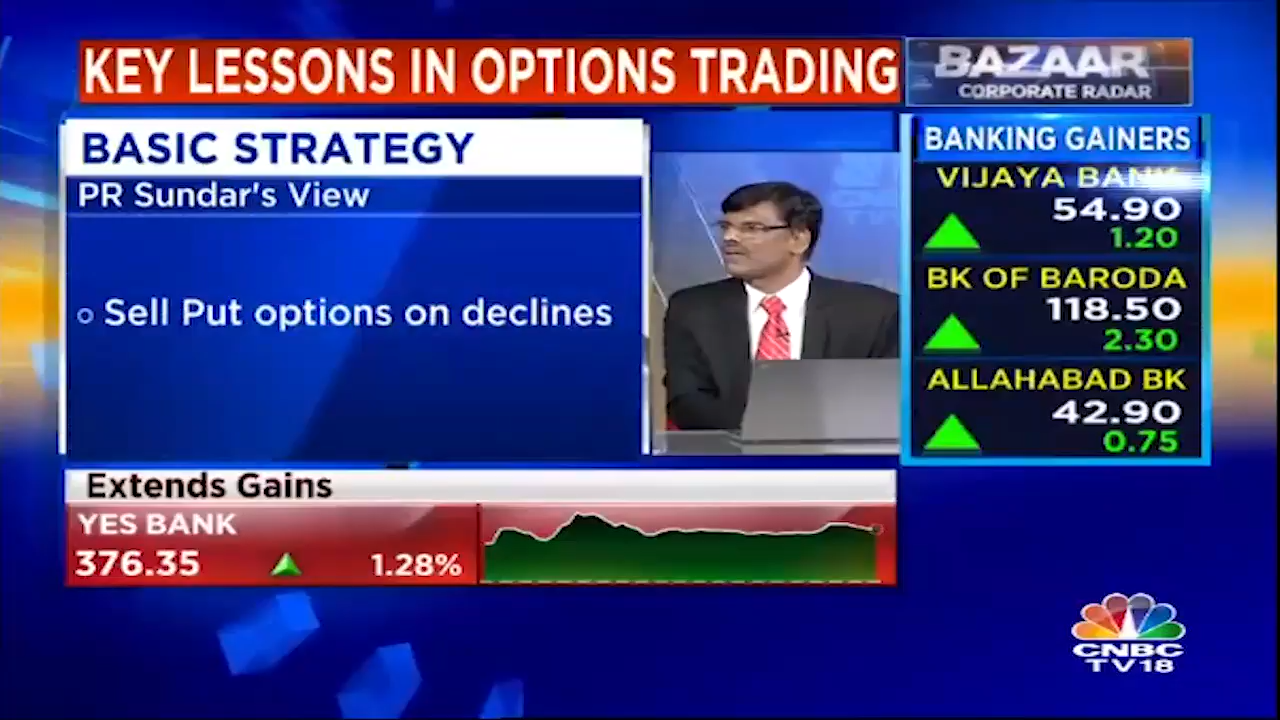 KEY LESSONS IN OPTIONS TRADING
BAZAAR
CORPORATE RADAR
BASIC STRATEGY
PR Sundar's View
Sell Put options on declines
BANKING GAINERS
VIJAYA BANK
54.90
1.20
BK OF BARODA
118.50
2.30
ALLAHABAD BK
42.90
0.75
Extends Gains
YES BANK
376.35 1.28%
CNBC
TV18